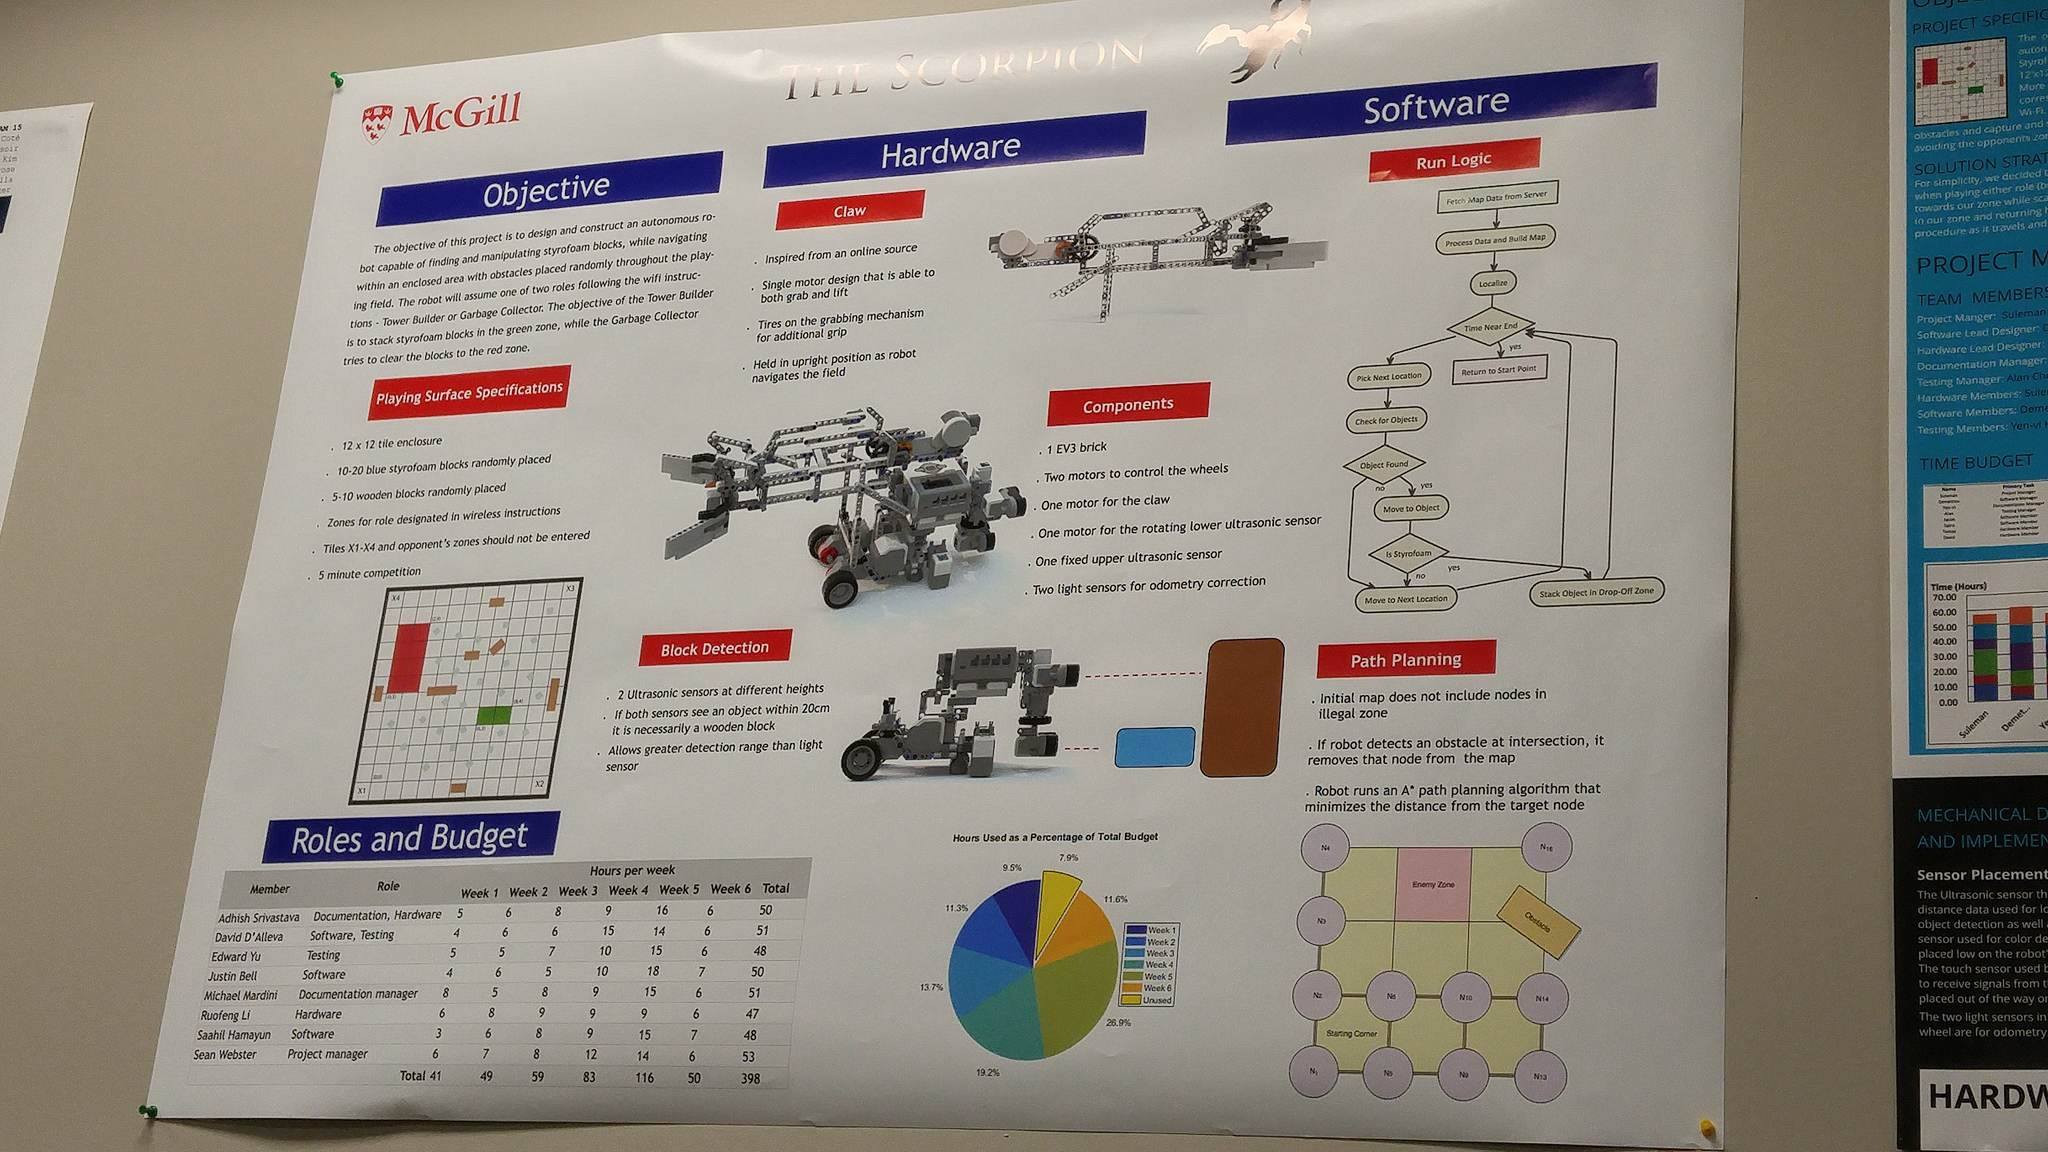 THE SCORPION
McGill
Objective
The objective of this project is to design and construct an autonomous ro-
bot capable of finding and manipulating styrofoam blocks, while navigating
within an enclosed area with obstacles placed randomly throughout the play-
ing field. The robot will assume one of two roles following the wifi instruc-
tions - Tower Builder or Garbage Collector. The objective of the Tower Builder
is to stack styrofoam blocks in the green zone, while the Garbage Collector
tries to clear the blocks to the red zone.
Playing Surface Specifications
. 12 x 12 tile enclosure
. 10-20 blue styrofoam blocks randomly placed
. 5-10 wooden blocks randomly placed
. Zones for role designated in wireless instructions
. Tiles X1-X4 and opponent's zones should not be entered
. 5 minute competition
X4
X3
X1
X2
Hardware
Claw
. Inspired from an online source
. Single motor design that is able to
both grab and lift
. Tires on the grabbing mechanism
for additional grip
. Held in upright position as robot
navigates the field
Components
. 1 EV3 brick
. Two motors to control the wheels
. One motor for the claw
. One motor for the rotating lower ultrasonic sensor
. One fixed upper ultrasonic sensor
. Two light sensors for odometry correction
Block Detection
. 2 Ultrasonic sensors at different heights
. If both sensors see an object within 20cm
it is necessarily a wooden block
. Allows greater detection range than light
sensor
Software
Run Logic
Fetch Map Data from Server
Process Data and Build Map
Localize
Time Near End
yes
Return to Start Point
Pick Next Location
Check for Objects
Object Found
no
yes
Move to Object
Is Styrofoam
yes
no
Move to Next Location
Stack Object in Drop-Off Zone
Path Planning
. Initial map does not include nodes in
illegal zone
. If robot detects an obstacle at intersection, it
removes that node from the map
. Robot runs an A* path planning algorithm that
minimizes the distance from the target node
N4
N16
Enemy Zone
Obstacle
N3
N2
N6
N10
N14
Starting Corner
N1
N5
N9
N13
Roles and Budget
Hours per week
Member Role Week 1 Week 2 Week 3 Week 4 Week 5 Week 6 Total
Adhish Srivastava Documentation, Hardware 5 6 8 9 16 6 50
David D'Alleva Software, Testing 4 6 6 15 14 6 51
Edward Yu Testing 5 5 7 10 15 6 48
Justin Bell Software 4 6 5 10 18 7 50
Michael Mardini Documentation manager 8 5 8 9 15 6 51
Ruofeng Li Hardware 6 8 9 9 9 6 47
Saahil Hamayun Software 3 6 8 9 15 7 48
Sean Webster Project manager 6 7 8 12 14 6 53
Total 41 49 59 83 116 50 398
Hours Used as a Percentage of Total Budget
7.9%
9.5%
11.6%
11.3%
13.7%
26.9%
19.2%
Week 1
Week 2
Week 3
Week 4
Week 5
Week 6
Unused
PROJECT SPECIFIC
obstacles and capture and
avoiding the opponents zon
SOLUTION STRAT
For simplicity, we decided t
when playing either role (b
towards our zone while sca
in our zone and returning
procedure as it travels and
PROJECT M
TEAM MEMBERS
Project Manger: Suleman
Software Lead Designer:
Hardware Lead Designer:
Documentation Manager:
Testing Manager: Alan Ch
Hardware Members: Sule
Software Members: Deme
Testing Members: Yen-vi
TIME BUDGET
Name Primary Task
Time (Hours)
70.00
60.00
50.00
40.00
30.00
20.00
10.00
0.00
Suleman
Demet...
MECHANICAL D
AND IMPLEMEN
Sensor Placement
The Ultrasonic sensor th
distance data used for lo
object detection as well a
sensor used for color de
placed low on the robot'
The touch sensor used b
to receive signals from t
placed out of the way or
The two light sensors in
wheel are for odometry
HARDW